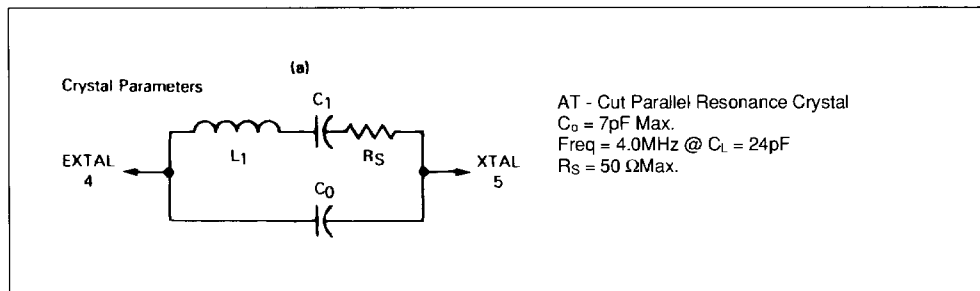 (a)
Crystal Parameters
C1
L1
RS
EXTAL
4
XTAL
5
C0
AT - Cut Parallel Resonance Crystal
Co = 7pF Max.
Freq = 4.0MHz @ CL = 24pF
RS = 50 ΩMax.